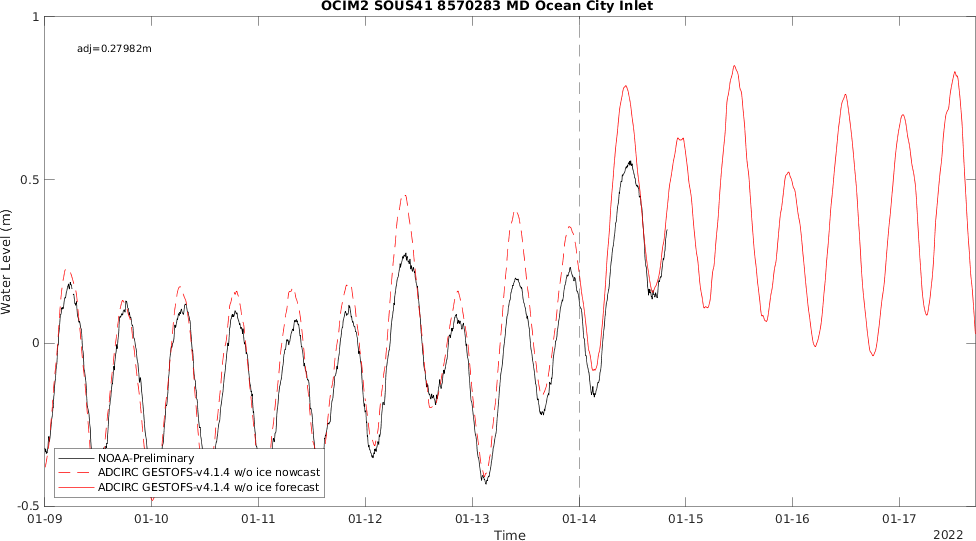 OCIM2 SOUS41 8570283 MD Ocean City Inlet
adj=0.27982m
1
0.5
0
-0.5
Water Level (m)
NOAA-Preliminary
ADCIRC GESTOFS-v4.1.4 w/o ice nowcast
ADCIRC GESTOFS-v4.1.4 w/o ice forecast
01-09 01-10 01-11 01-12 01-13 01-14 01-15 01-16 01-17
Time
2022